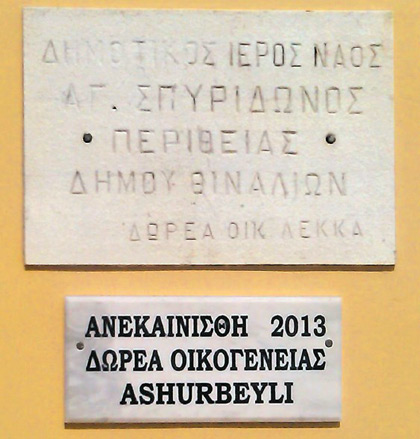 ΔΗΜΟΤΙΚΟΣ ΙΕΡΟΣ ΝΑΟΣ
ΑΓ. ΣΠΥΡΙΔΩΝΟΣ
ΠΕΡΙΘΕΙΑΣ
ΔΗΜΟΥ ΘΙΝΑΛΙΩΝ
ΔΩΡΕΑ ΟΙΚ ΛΕΚΚΑ
ΑΝΕΚΑΙΝΙΣΘΗ 2013
ΔΩΡΕΑ ΟΙΚΟΓΕΝΕΙΑΣ
ASHURBEYLI